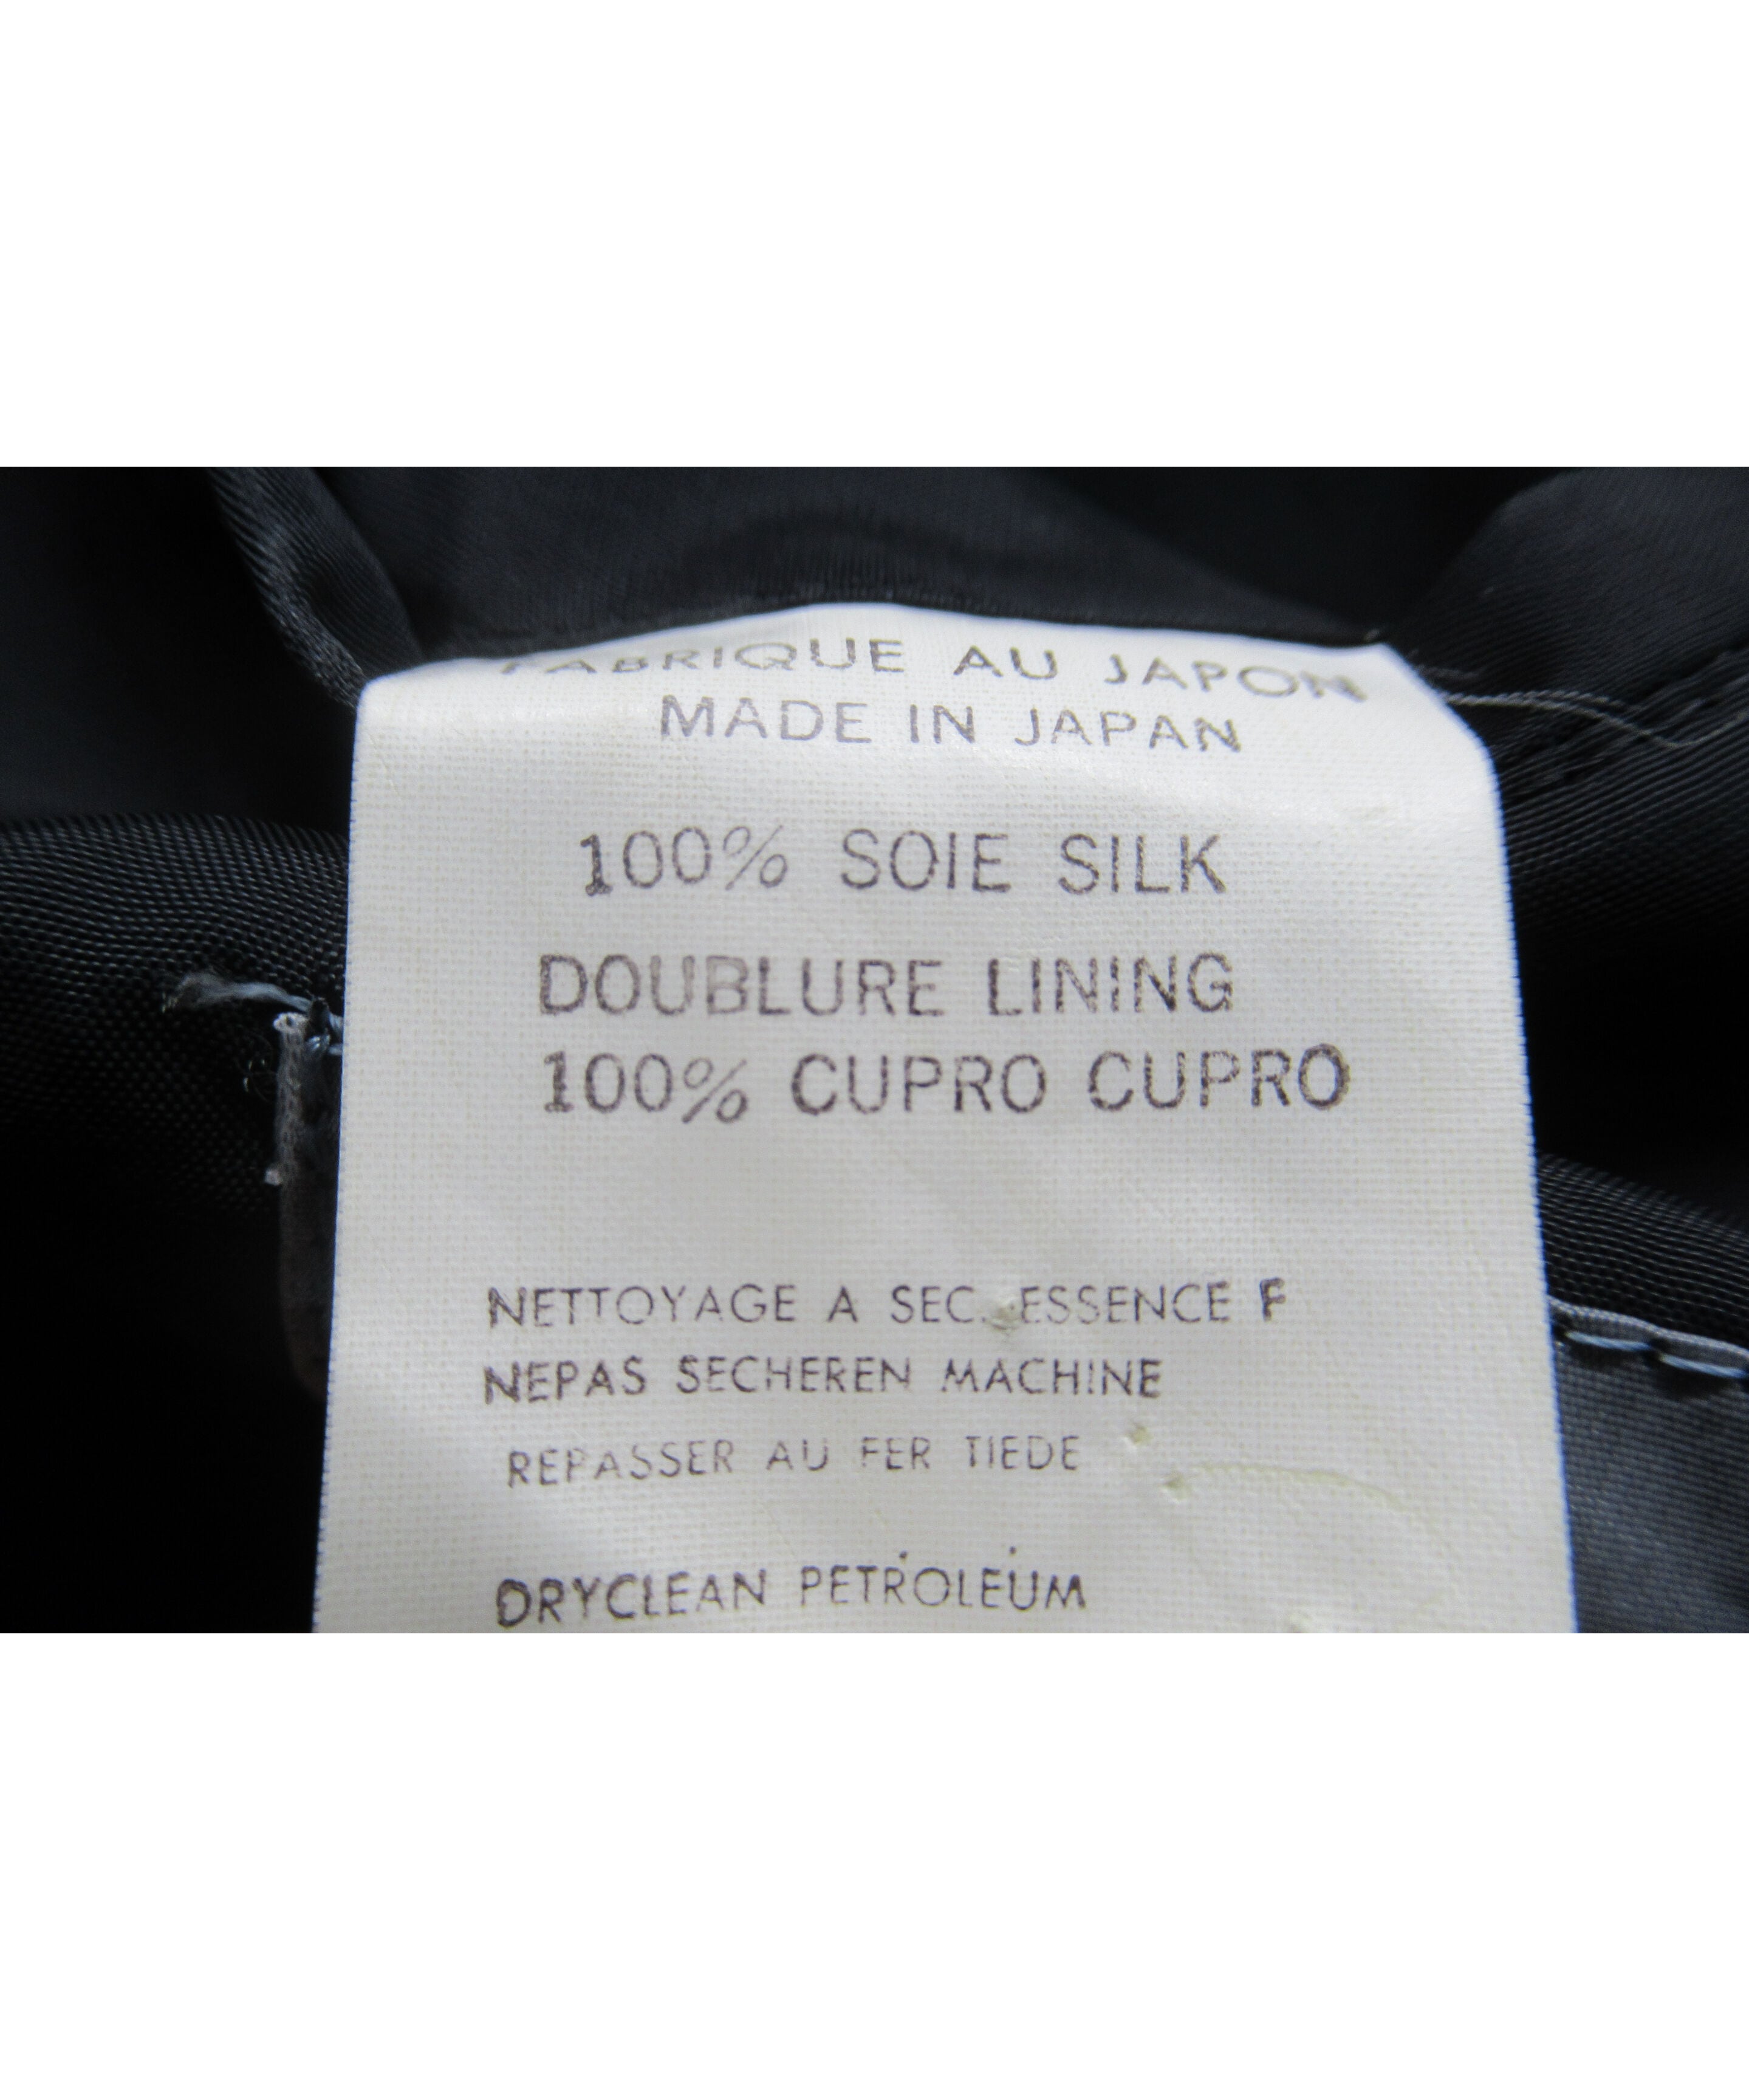 FABRIQUE AU JAPON
MADE IN JAPAN
100% SOIE SILK
DOUBLURE LINING
100% CUPRO CUPRO
NETTOYAGE A SEC. ESSENCE F
NEPAS SECHEREN MACHINE
REPASSER AU FER TIEDE
DRYCLEAN PETROLEUM